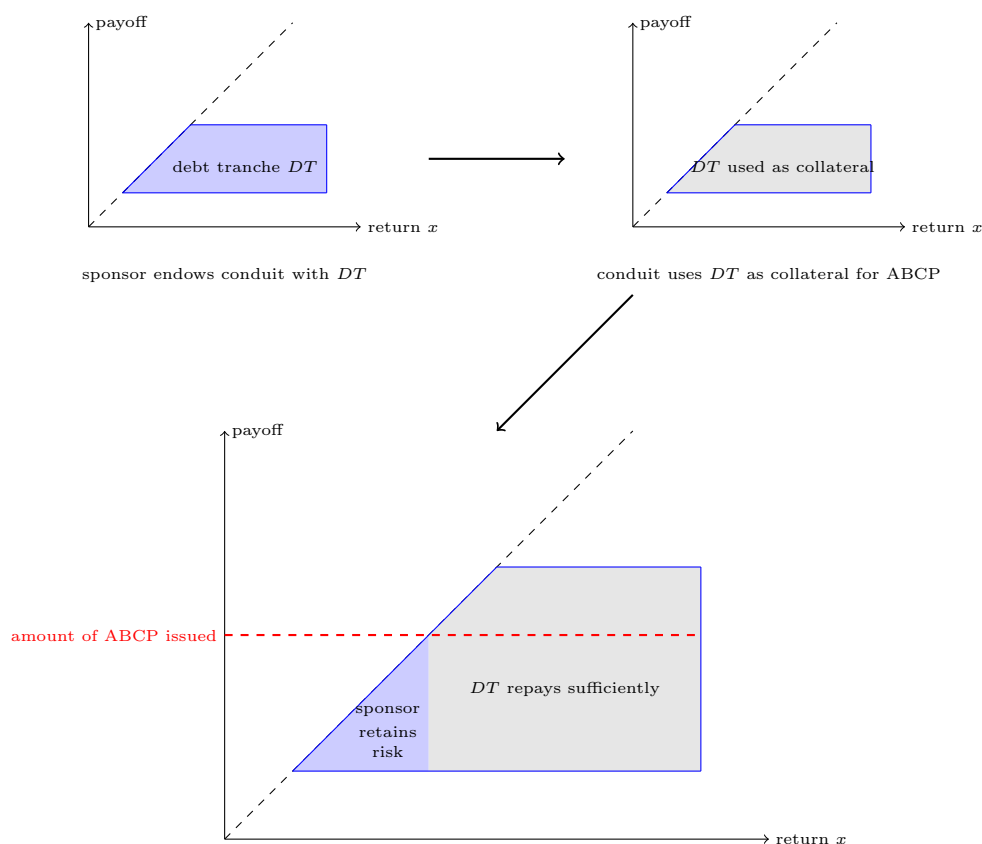 payoff
debt tranche DT
return x
sponsor endows conduit with DT
payoff
DT used as collateral
return x
conduit uses DT as collateral for ABCP
payoff
amount of ABCP issued
DT repays sufficiently
sponsor
retains
risk
return x